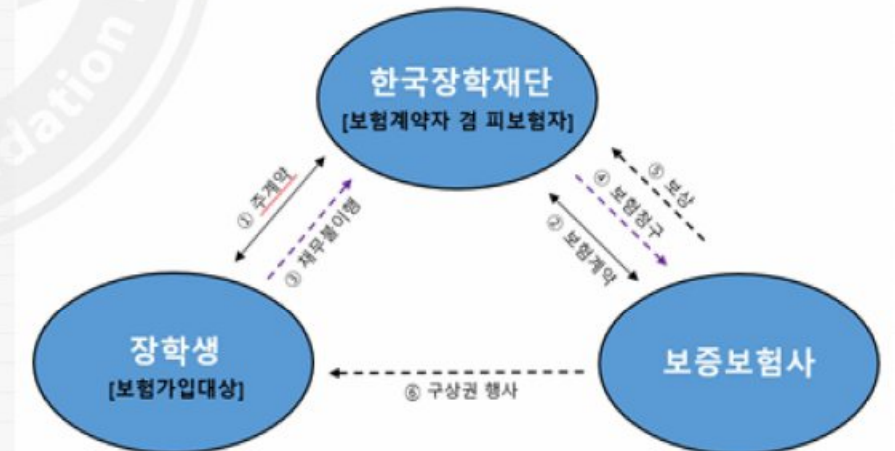 dation
한국장학재단
[보험계약자 겸 피보험자]
① 주계약
③ 채무불이행
② 보험계약
④ 보험청구
⑤ 보상
장학생
[보험가입대상]
보증보험사
⑥ 구상권 행사